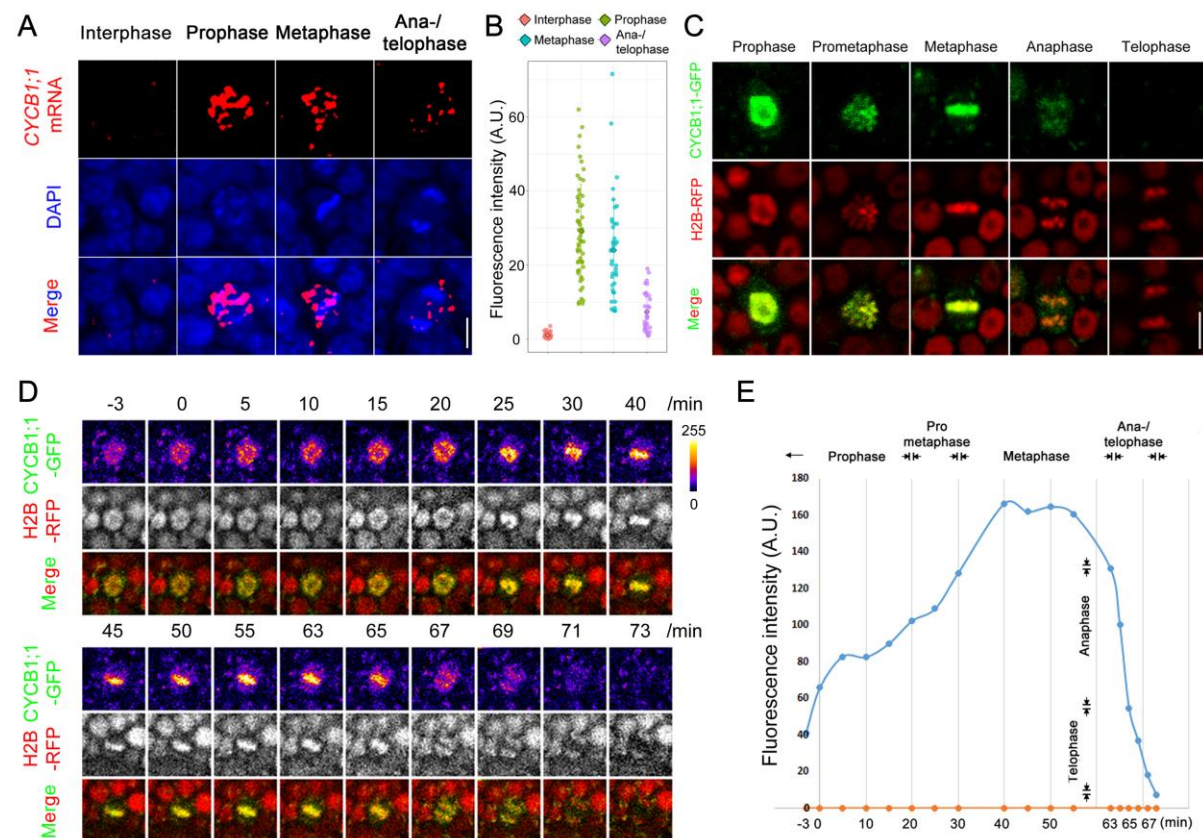 A
Interphase Prophase Metaphase Ana-/
telophase
CYCB1;1
mRNA
DAPI
Merge
B
Interphase Prophase
Metaphase Ana-/
telophase
Fluorescence intensity (A.U.)
60
40
20
0
C
Prophase Prometaphase Metaphase Anaphase Telophase
CYCB1;1-GFP
H2B-RFP
Merge
D
-3 0 5 10 15 20 25 30 40 /min
CYCB1;1
-GFP
H2B
-RFP
Merge
255
0
45 50 55 63 65 67 69 71 73 /min
CYCB1;1
-GFP
H2B
-RFP
Merge
E
Pro
metaphase
Ana-/
telophase
Prophase
Metaphase
Fluorescence intensity (A.U.)
180
160
140
120
100
80
60
40
20
0
Anaphase
Telophase
-3 0 10 20 30 40 50 63 65 67 (min)